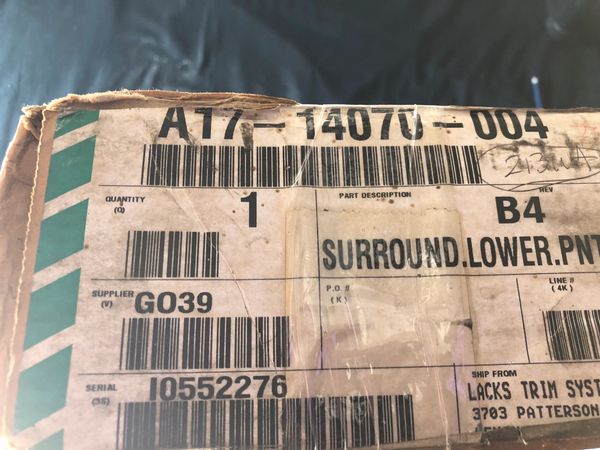 A17-14070-004
QUANTITY
(Q)
1
PART DESCRIPTION
REV
B4
SURROUND.LOWER.PNT
SUPPLIER
(V)
GO39
P.O. #
(K)
LINE #
(4K)
SERIAL
(3S)
I0552276
SHIP FROM
LACKS TRIM SYST
3703 PATTERSON